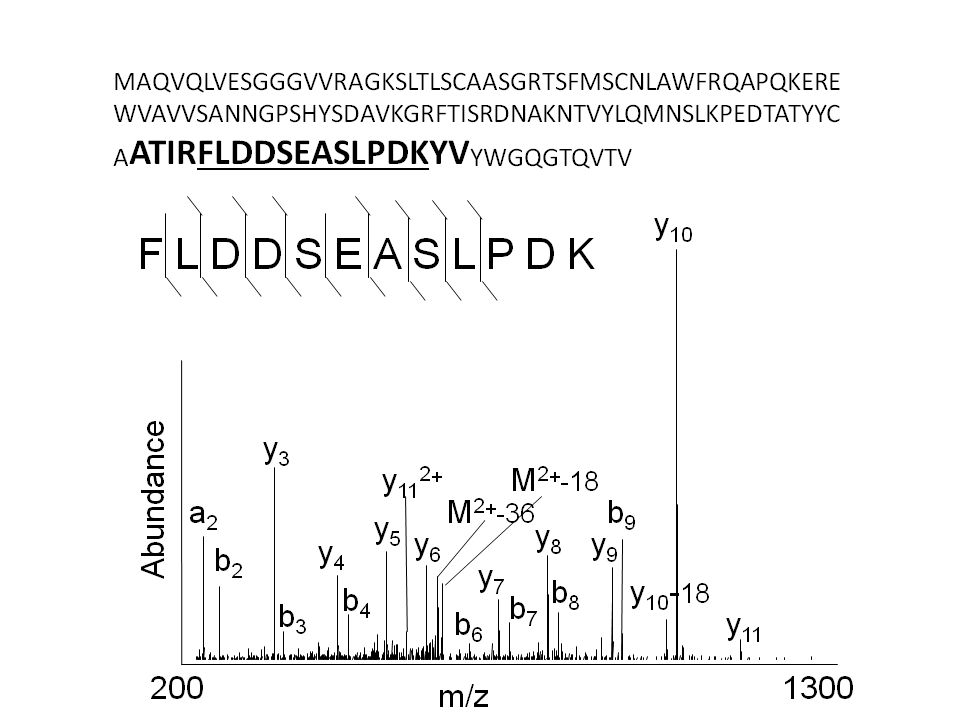 MAQVQLVESGGGVVRAGKSLTLSCAASGRTSFMSCNLAWFRQAPQKERE
WVAVVSANNGPSHYSDAVKGRFTISRDNAKNTVYLQMNSLKPEDTATYYC
AATIRFLDDSEASLPDKYVYWGQGTQVTV
FLDDSEASLPDK
y10
Abundance
y3
y11 2+
M2+-18
M2+-36
a2
b2
b3
y4
b4
y5
y6
b6
y7
b7
y8
b8
y9
b9
y10-18
y11
200
m/z
1300